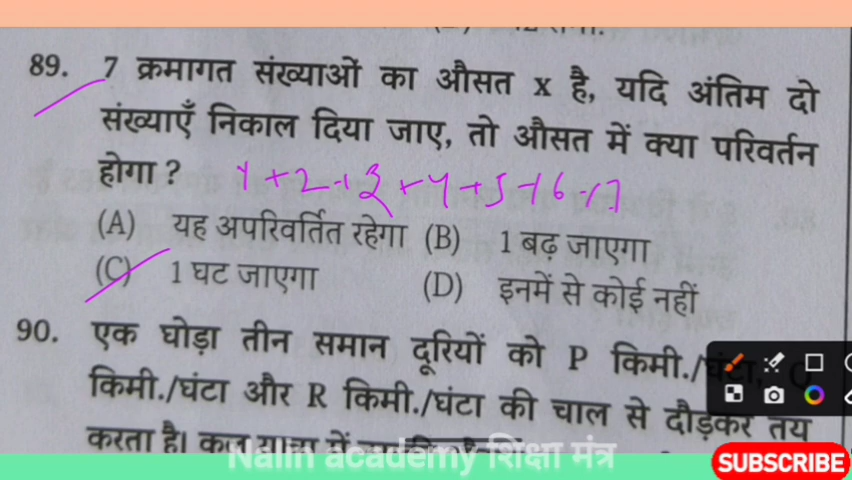 89. 7 क्रमागत संख्याओं का औसत x है, यदि अंतिम दो
संख्याएँ निकाल दिया जाए, तो औसत में क्या परिवर्तन
होगा ?
1+2+3+4+5+6+7
(A) यह अपरिवर्तित रहेगा (B) 1 बढ़ जाएगा
(C) 1 घट जाएगा (D) इनमें से कोई नहीं
90. एक घोड़ा तीन समान दूरियों को P किमी./घंटा, Q
किमी./घंटा और R किमी./घंटा की चाल से दौड़कर तय
करता है। कुल यात्रा में
Nalin academy शिक्षा मंत्र
SUBSCRIBE